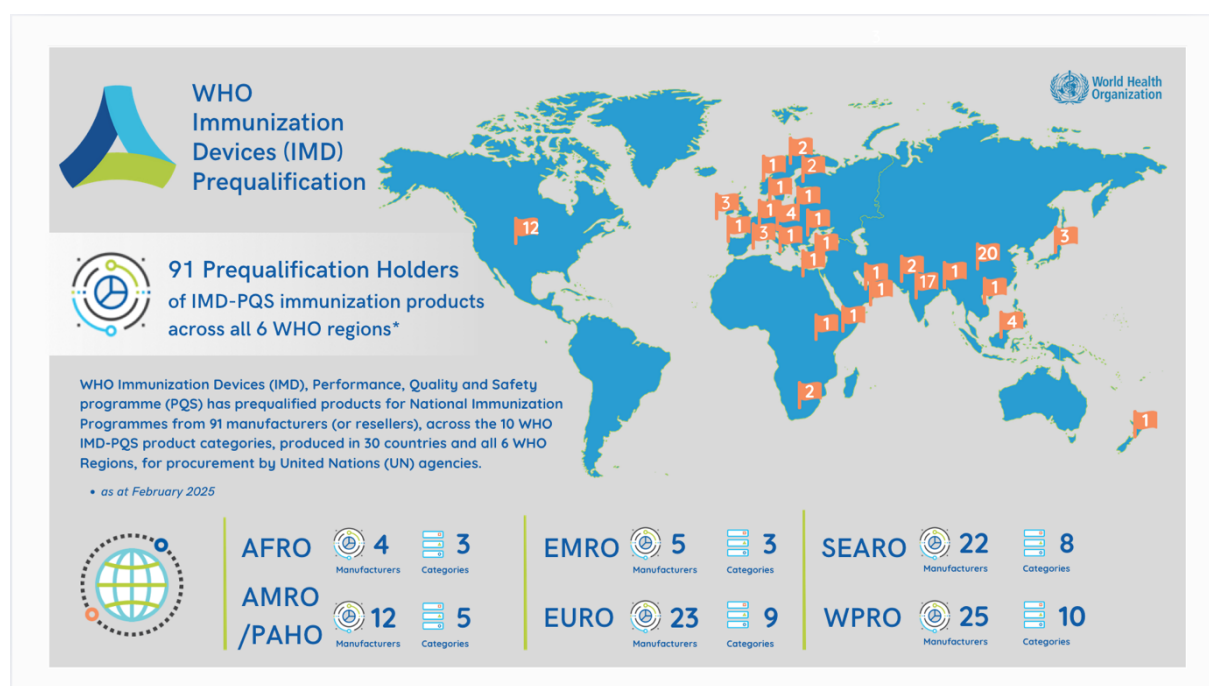 WHO
Immunization
Devices (IMD)
Prequalification
World Health
Organization
91 Prequalification Holders
of IMD-PQS immunization products
across all 6 WHO regions*
2
1
2
1
1
3
1
4
1
1
3
1
1
1
12
1
3
20
2
1
1
17
1
1
1
1
4
2
1
WHO Immunization Devices (IMD), Performance, Quality and Safety
programme (PQS) has prequalified products for National Immunization
Programmes from 91 manufacturers (or resellers), across the 10 WHO
IMD-PQS product categories, produced in 30 countries and all 6 WHO
Regions, for procurement by United Nations (UN) agencies.
• as at February 2025
AFRO 4 3
Manufacturers Categories
AMRO
/PAHO 12 5
Manufacturers Categories
EMRO 5 3
Manufacturers Categories
EURO 23 9
Manufacturers Categories
SEARO 22 8
Manufacturers Categories
WPRO 25 10
Manufacturers Categories